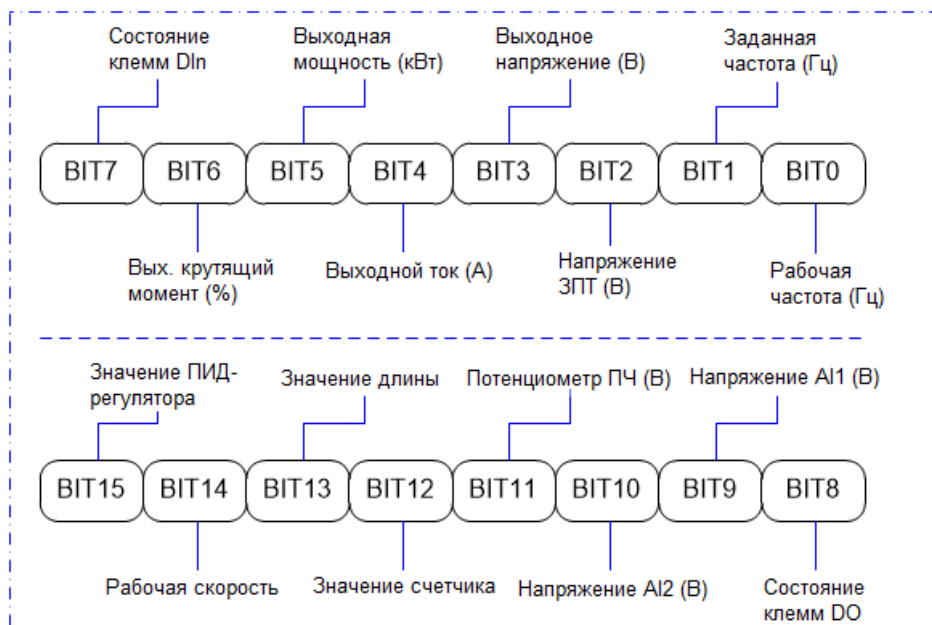 Состояние
клемм DIn
Выходная
мощность (кВт)
Выходное
напряжение (В)
Заданная
частота (Гц)
BIT7
BIT6
BIT5
BIT4
BIT3
BIT2
BIT1
BIT0
Вых. крутящий
момент (%)
Выходной ток (А)
Напряжение
ЗПТ (В)
Рабочая
частота (Гц)
Значение ПИД-
регулятора
Значение длины
Потенциометр ПЧ (В)
Напряжение AI1 (В)
BIT15
BIT14
BIT13
BIT12
BIT11
BIT10
BIT9
BIT8
Рабочая скорость
Значение счетчика
Напряжение AI2 (В)
Состояние
клемм DO